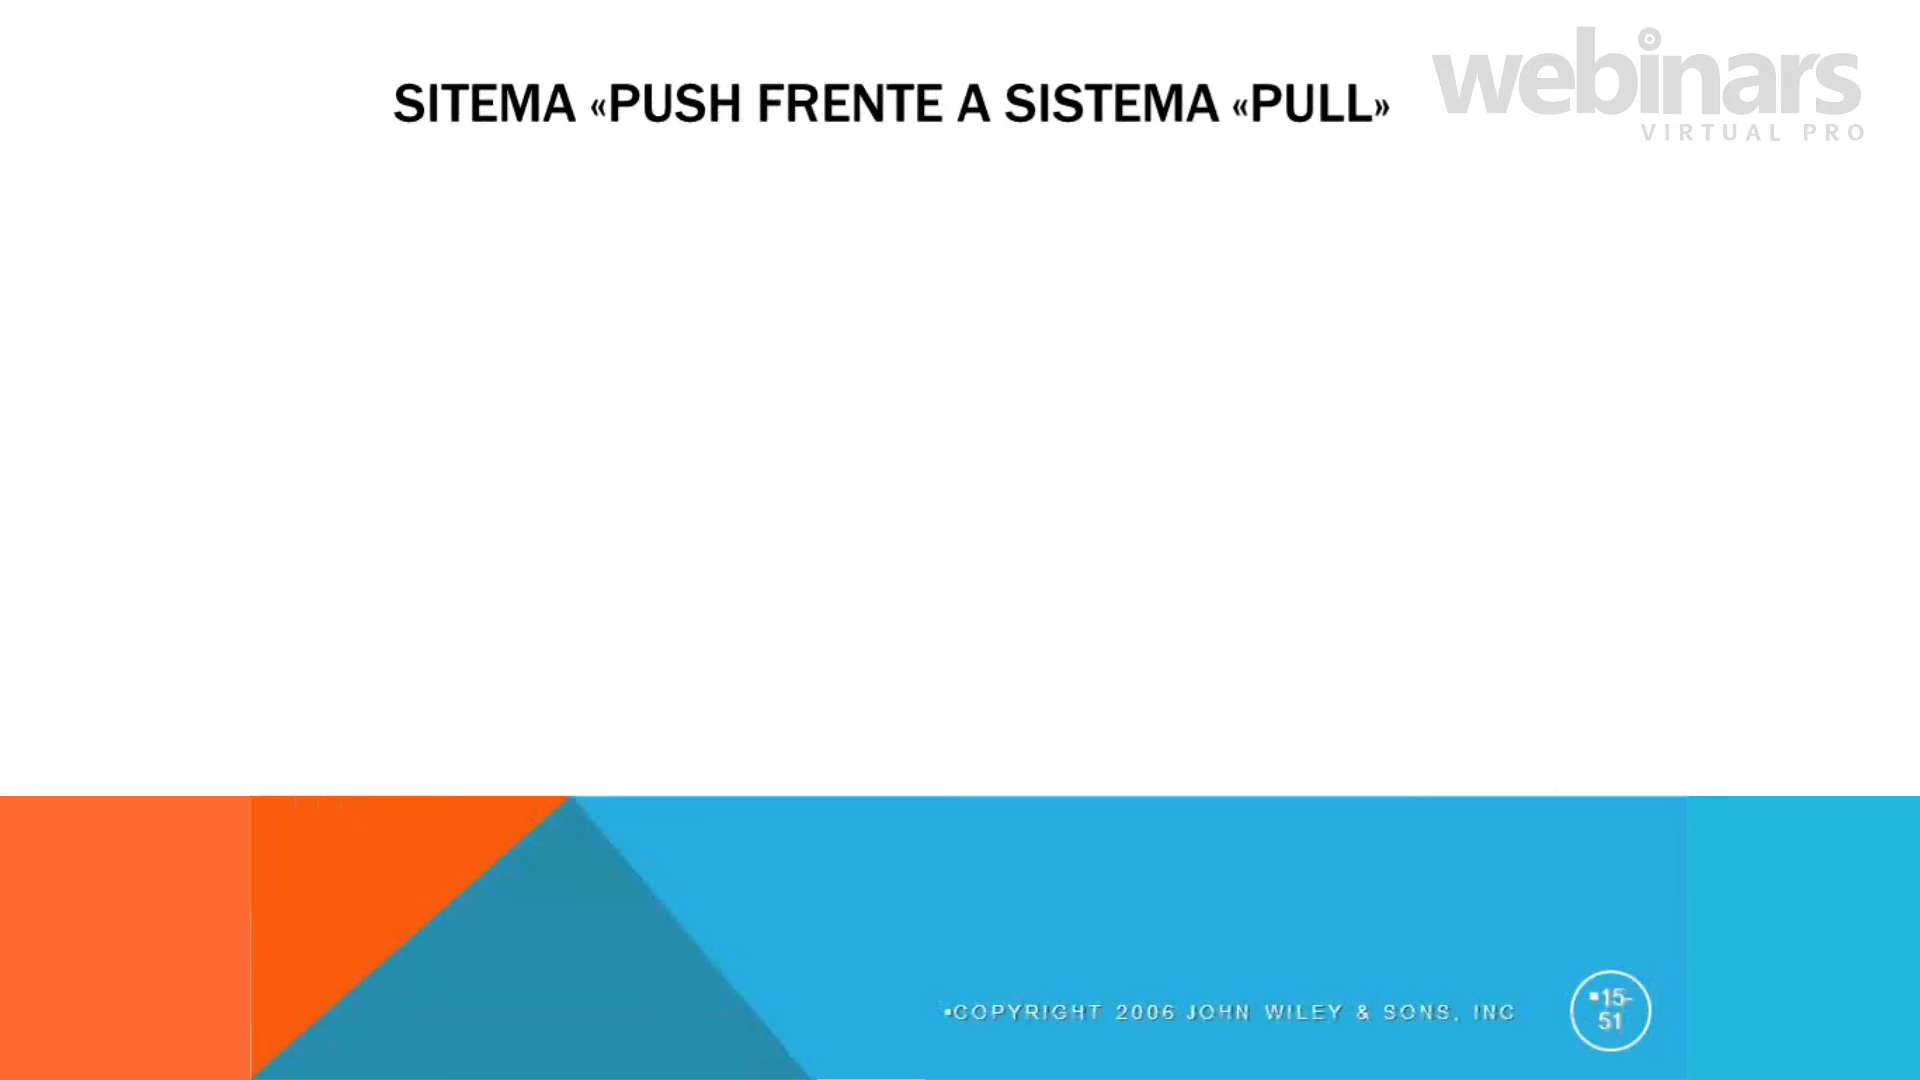 webinars
VIRTUAL PRO
SITEMA «PUSH FRENTE A SISTEMA «PULL»
▪COPYRIGHT 2006 JOHN WILEY & SONS, INC
▪15-
51